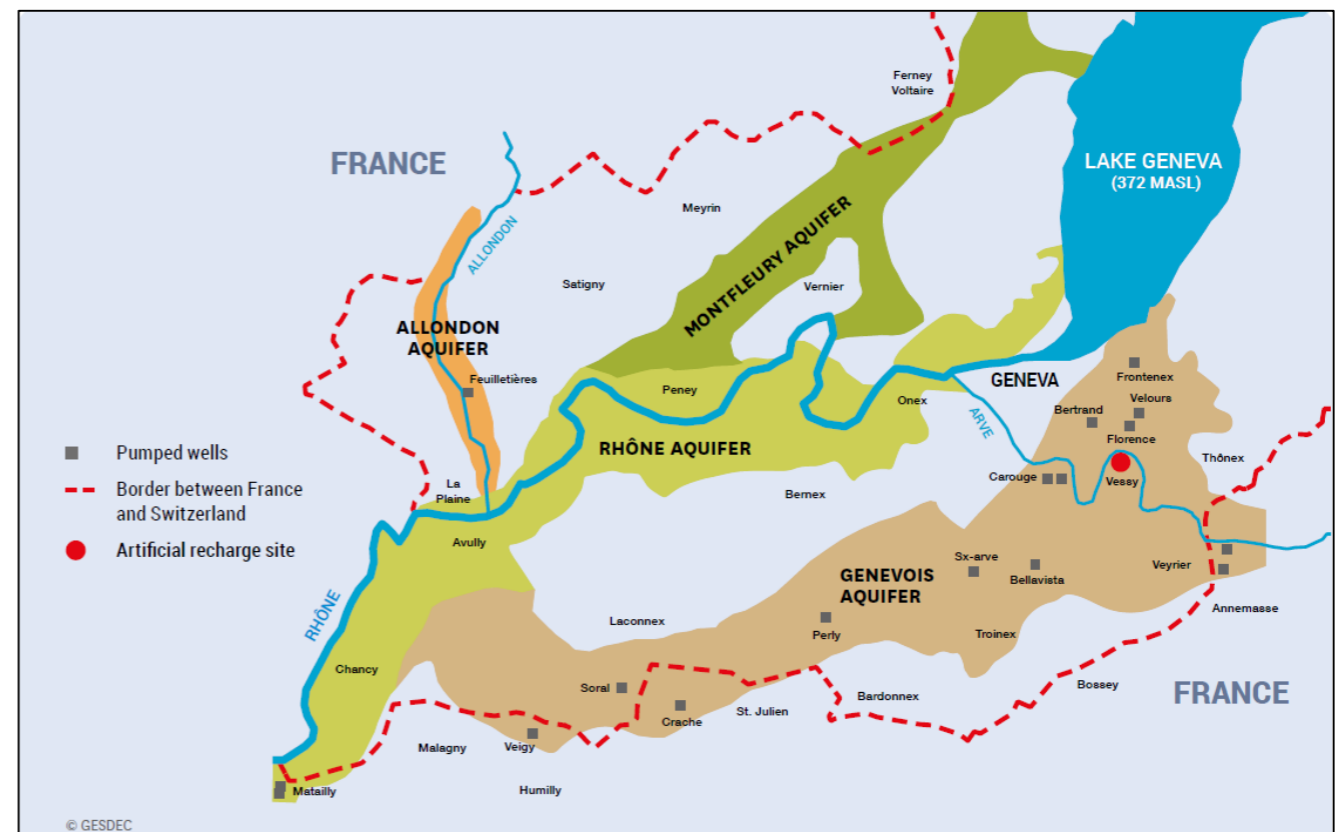 Ferney
Voltaire
FRANCE
LAKE GENEVA
(372 MASL)
Meyrin
MONTFLEURY AQUIFER
ALLONDON
Satigny
Vernier
ALLONDON
AQUIFER
Feuilletières
Peney
Onex
GENEVA
Frontenex
Velours
Bertrand
Florence
ARVE
RHÔNE AQUIFER
Thônex
Carouge
Vessy
Pumped wells
Border between France
and Switzerland
Artificial recharge site
La
Plaine
Bernex
Avully
Sx-arve
Bellavista
Veyrier
GENEVOIS
AQUIFER
Annemasse
RHÔNE
Laconnex
Perly
Troinex
Chancy
Soral
Bardonnex
Bossey
FRANCE
Crache
St. Julien
Malagny
Veigy
Matailly
Humilly
© GESDEC